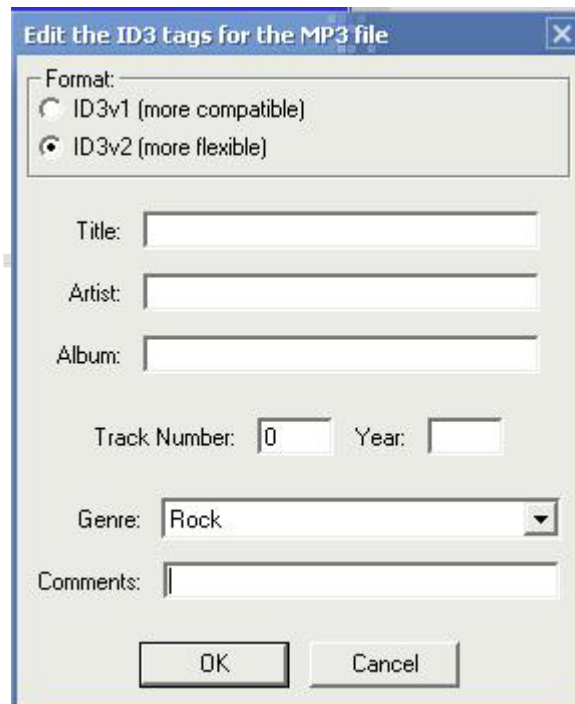 Edit the ID3 tags for the MP3 file
Format:
ID3v1 (more compatible)
ID3v2 (more flexible)
Title:
Artist:
Album:
Track Number: 0 Year:
Genre: Rock
Comments:
OK Cancel